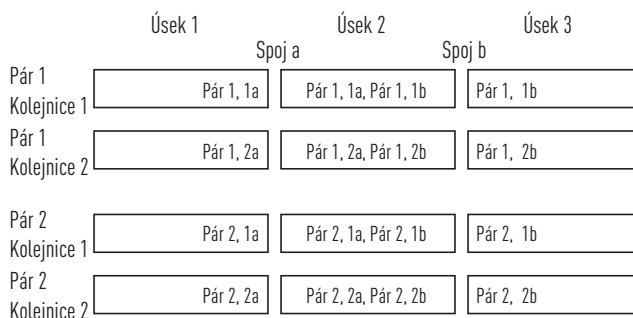 Úsek 1 Úsek 2 Úsek 3
Spoj a Spoj b
Pár 1
Kolejnice 1
Pár 1, 1a Pár 1, 1a, Pár 1, 1b Pár 1, 1b
Pár 1
Kolejnice 2
Pár 1, 2a Pár 1, 2a, Pár 1, 2b Pár 1, 2b
Pár 2
Kolejnice 1
Pár 2, 1a Pár 2, 1a, Pár 2, 1b Pár 2, 1b
Pár 2
Kolejnice 2
Pár 2, 2a Pár 2, 2a, Pár 2, 2b Pár 2, 2b